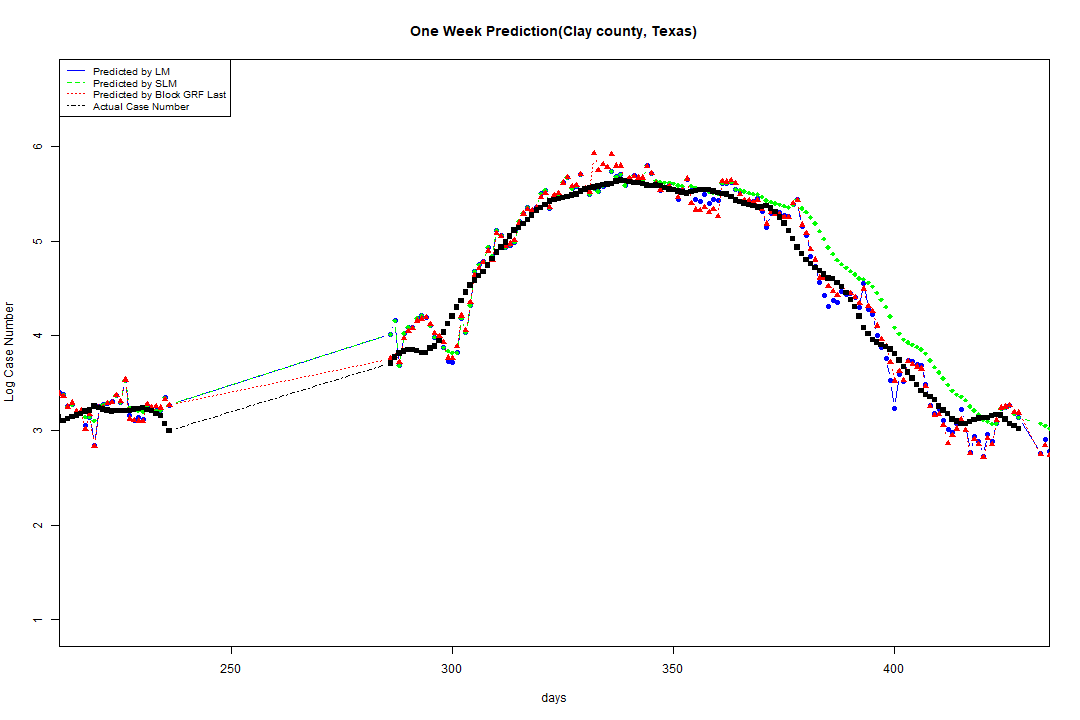 One Week Prediction(Clay county, Texas)
Predicted by LM
Predicted by SLM
Predicted by Block GRF Last
Actual Case Number
6
5
4
3
2
1
Log Case Number
250 300 350 400
days